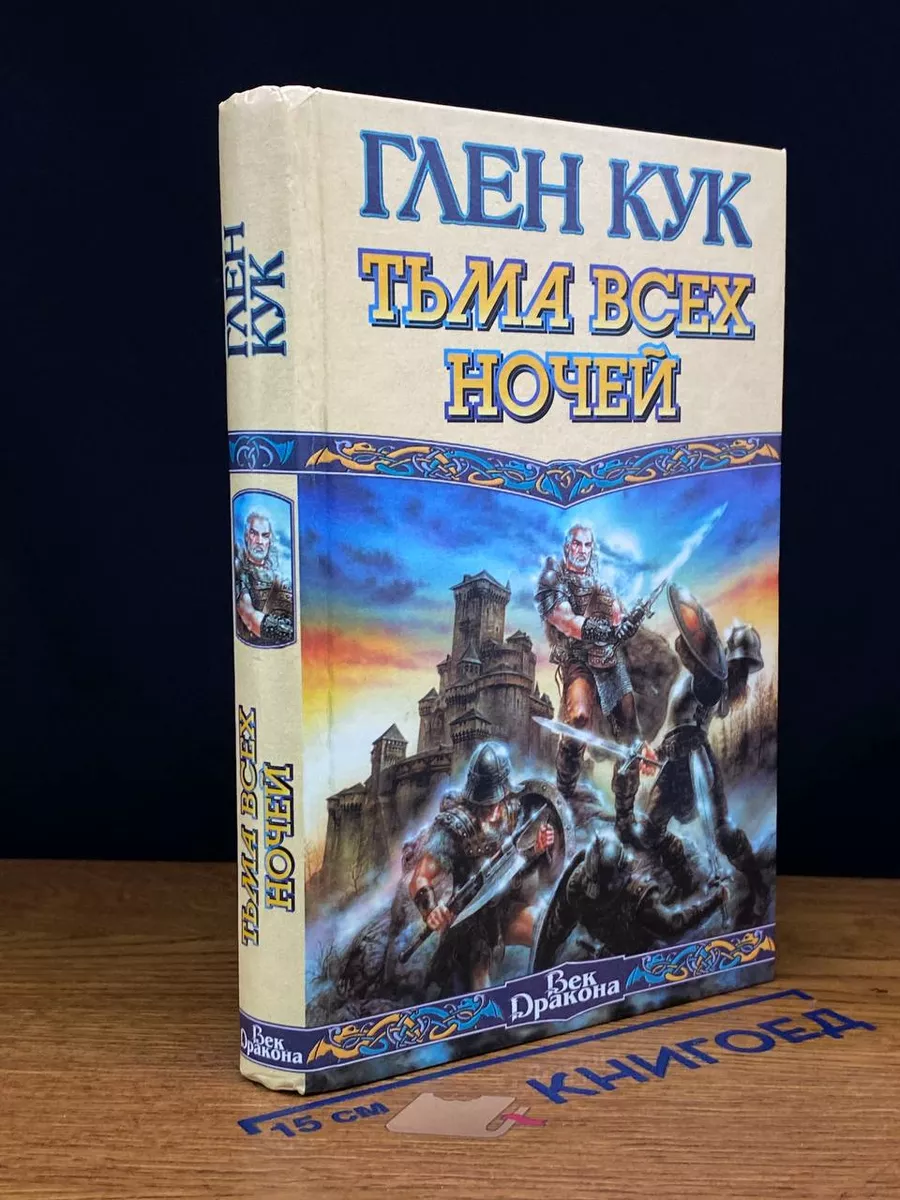 ГЛЕН КУК
ТЬМА ВСЕХ
НОЧЕЙ
Век
Дракона
ГЛЕН
КУК
ТЬМА ВСЕХ
НОЧЕЙ
Век
Дракона
15 см
КНИГОЕД